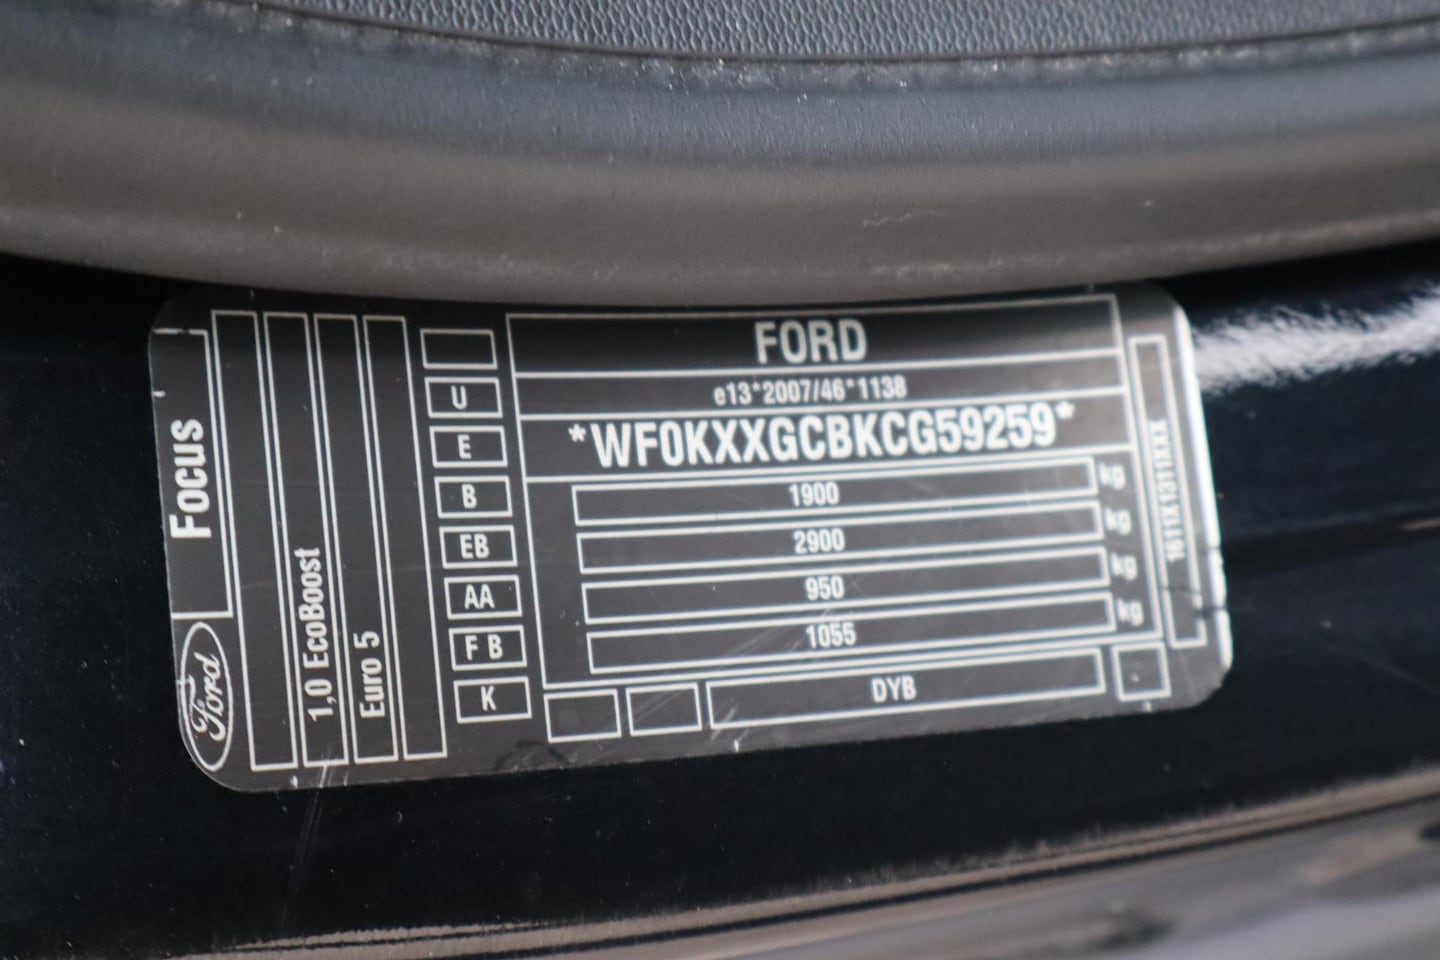 Ford
Focus
1,0 EcoBoost
Euro 5
U
E
B
EB
AA
F B
K
FORD
e13*2007/46*1138
*WF0KXXGCBKCG59259*
1900 kg
2900 kg
950 kg
1055 kg
DYB
1611X1311XXX